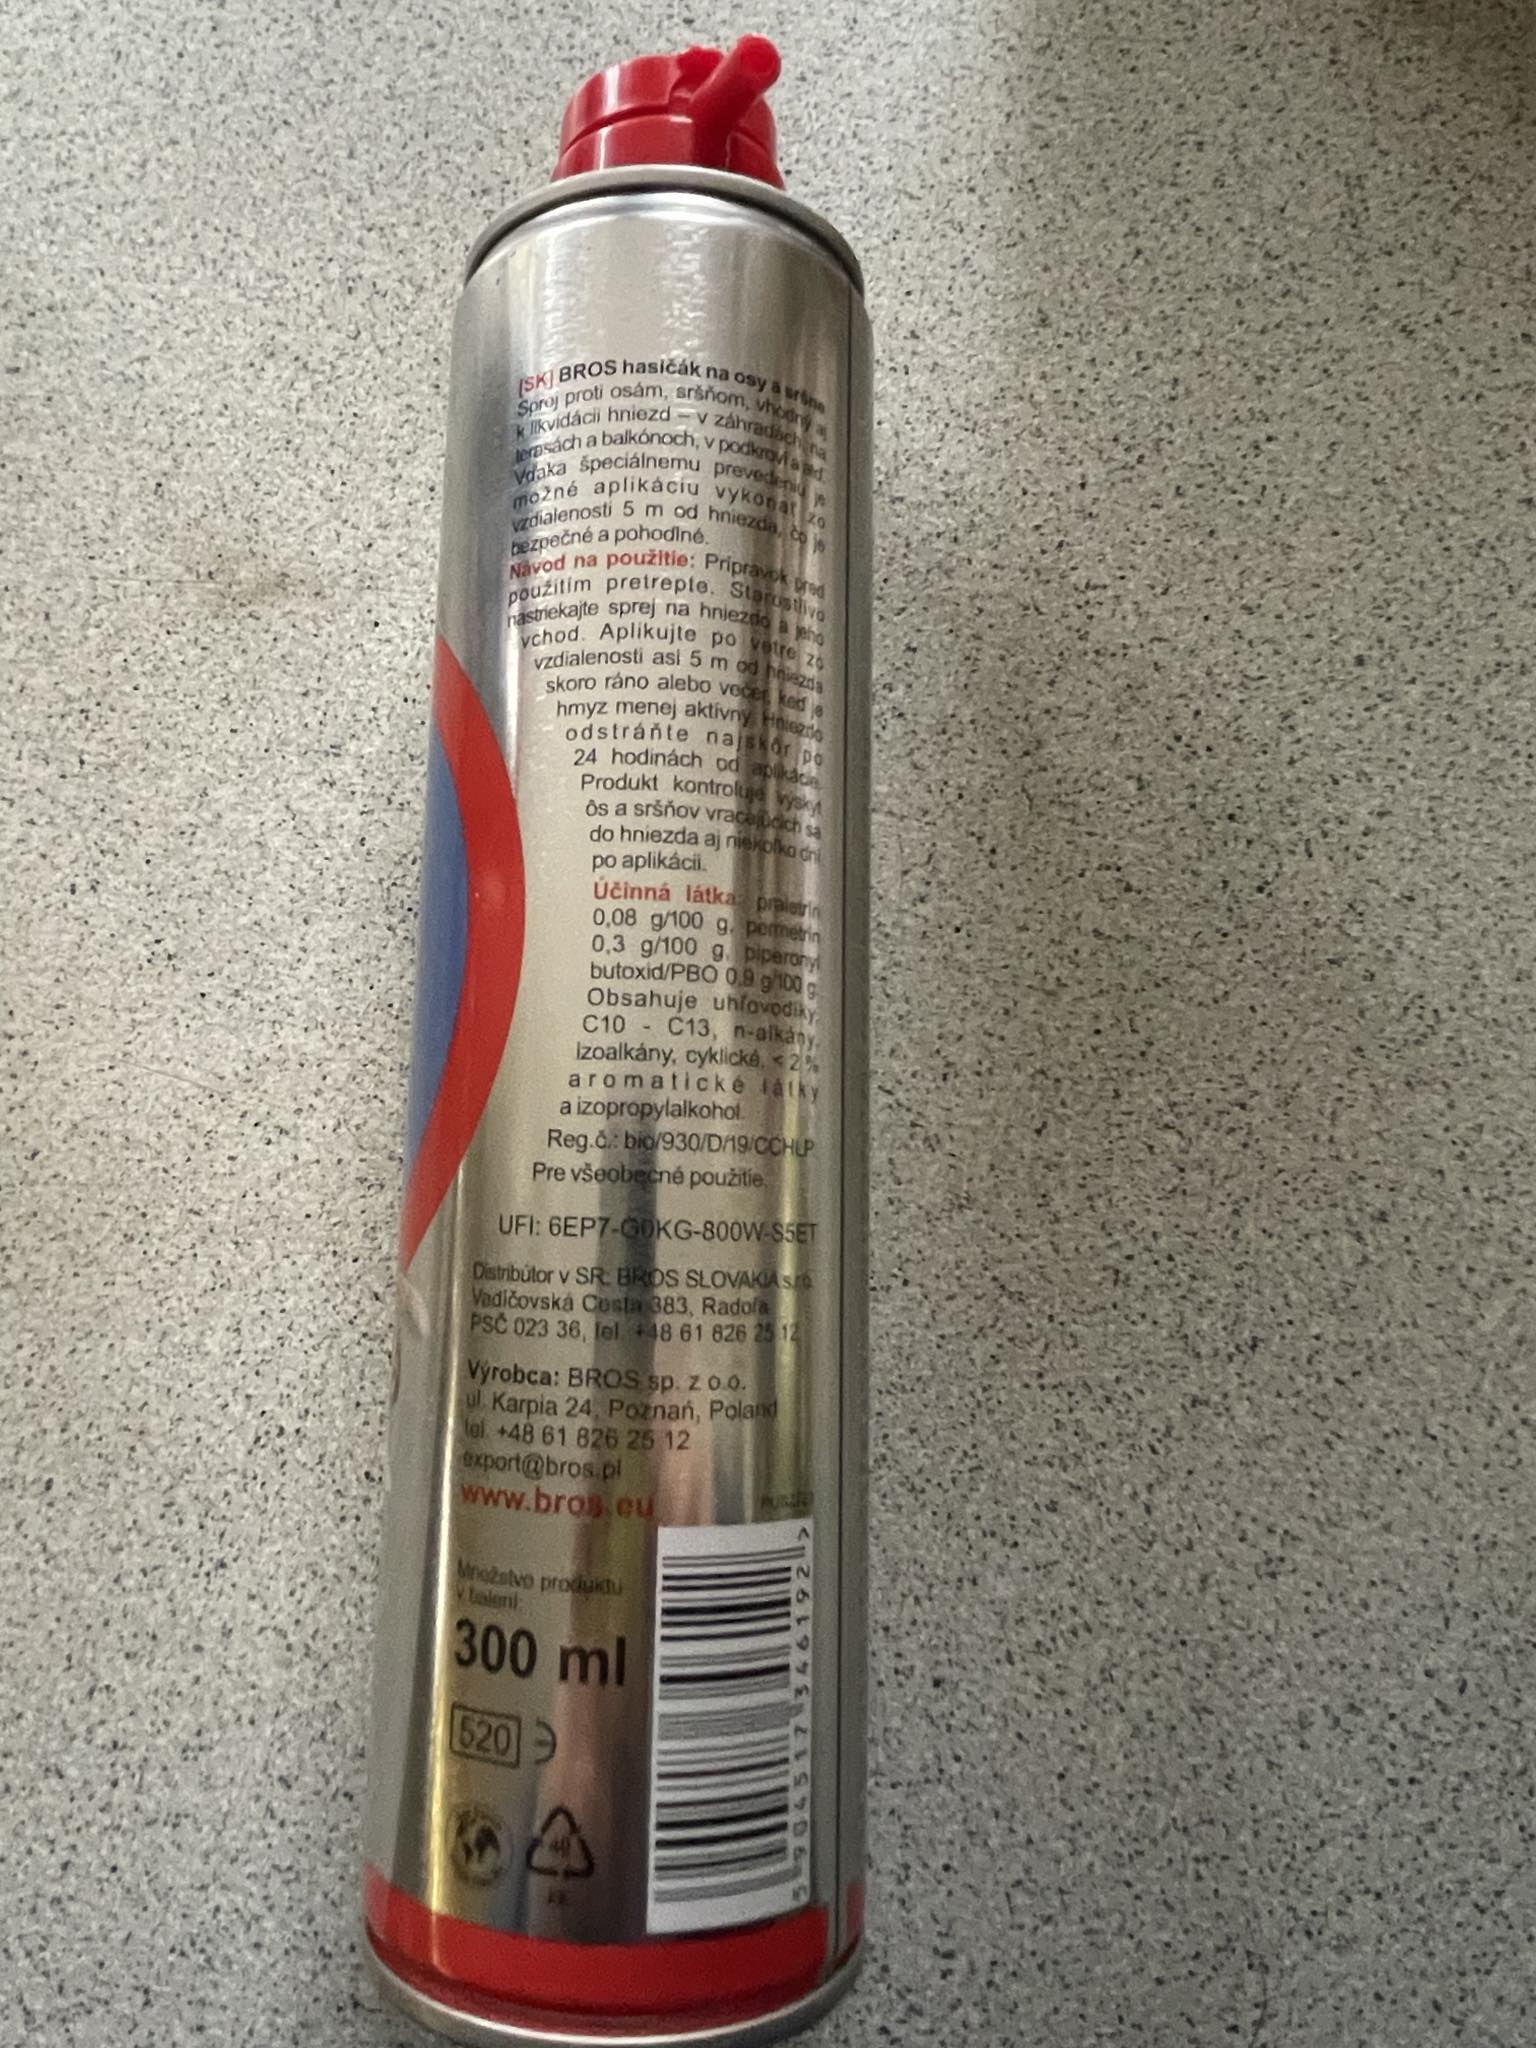 [SK] BROS hasičák na osy a sršne
Sprej proti osám, sršňom, vhodný aj
k likvidácii hniezd – v záhradách, na
terasách a balkónoch, v podkroví a pod.
Vďaka špeciálnemu prevedeniu je
možné aplikáciu vykonať zo
vzdialenosti 5 m od hniezda, čo je
bezpečné a pohodlné.
Návod na použitie: Prípravok pred
použitím pretrepte. Starostlivo
nastriekajte sprej na hniezdo a jeho
vchod. Aplikujte po vetre zo
vzdialenosti asi 5 m od hniezda
skoro ráno alebo večer, keď je
hmyz menej aktívny. Hniezdo
odstráňte najskôr po
24 hodinách od aplikácie.
Produkt kontroluje výskyt
ôs a sršňov vracajúcich sa
do hniezda aj niekoľko dní
po aplikácii.
Účinná látka: praletrín
0,08 g/100 g, permetrín
0,3 g/100 g, piperonyl
butoxid/PBO 0,9 g/100 g.
Obsahuje uhľovodíky,
C10 - C13, n-alkány,
izoalkány, cyklické, < 2 %
aromatické látky
a izopropylalkohol.
Reg.č.: bio/930/D/19/CCHLP
Pre všeobecné použitie.
UFI: 6EP7-G0KG-800W-S5ET
Distribútor v SR: BROS SLOVAKIA s.r.o.
Vadičovská Cesta 383, Radoľa
PSČ 023 36, tel. +48 61 826 25 12
Výrobca: BROS sp. z o.o.
ul. Karpia 24, Poznań, Poland
tel. +48 61 826 25 12
export@bros.pl
www.bros.eu
Množstvo produktu
v balení:
300 ml
520
40
FE
5 904517 346192 >